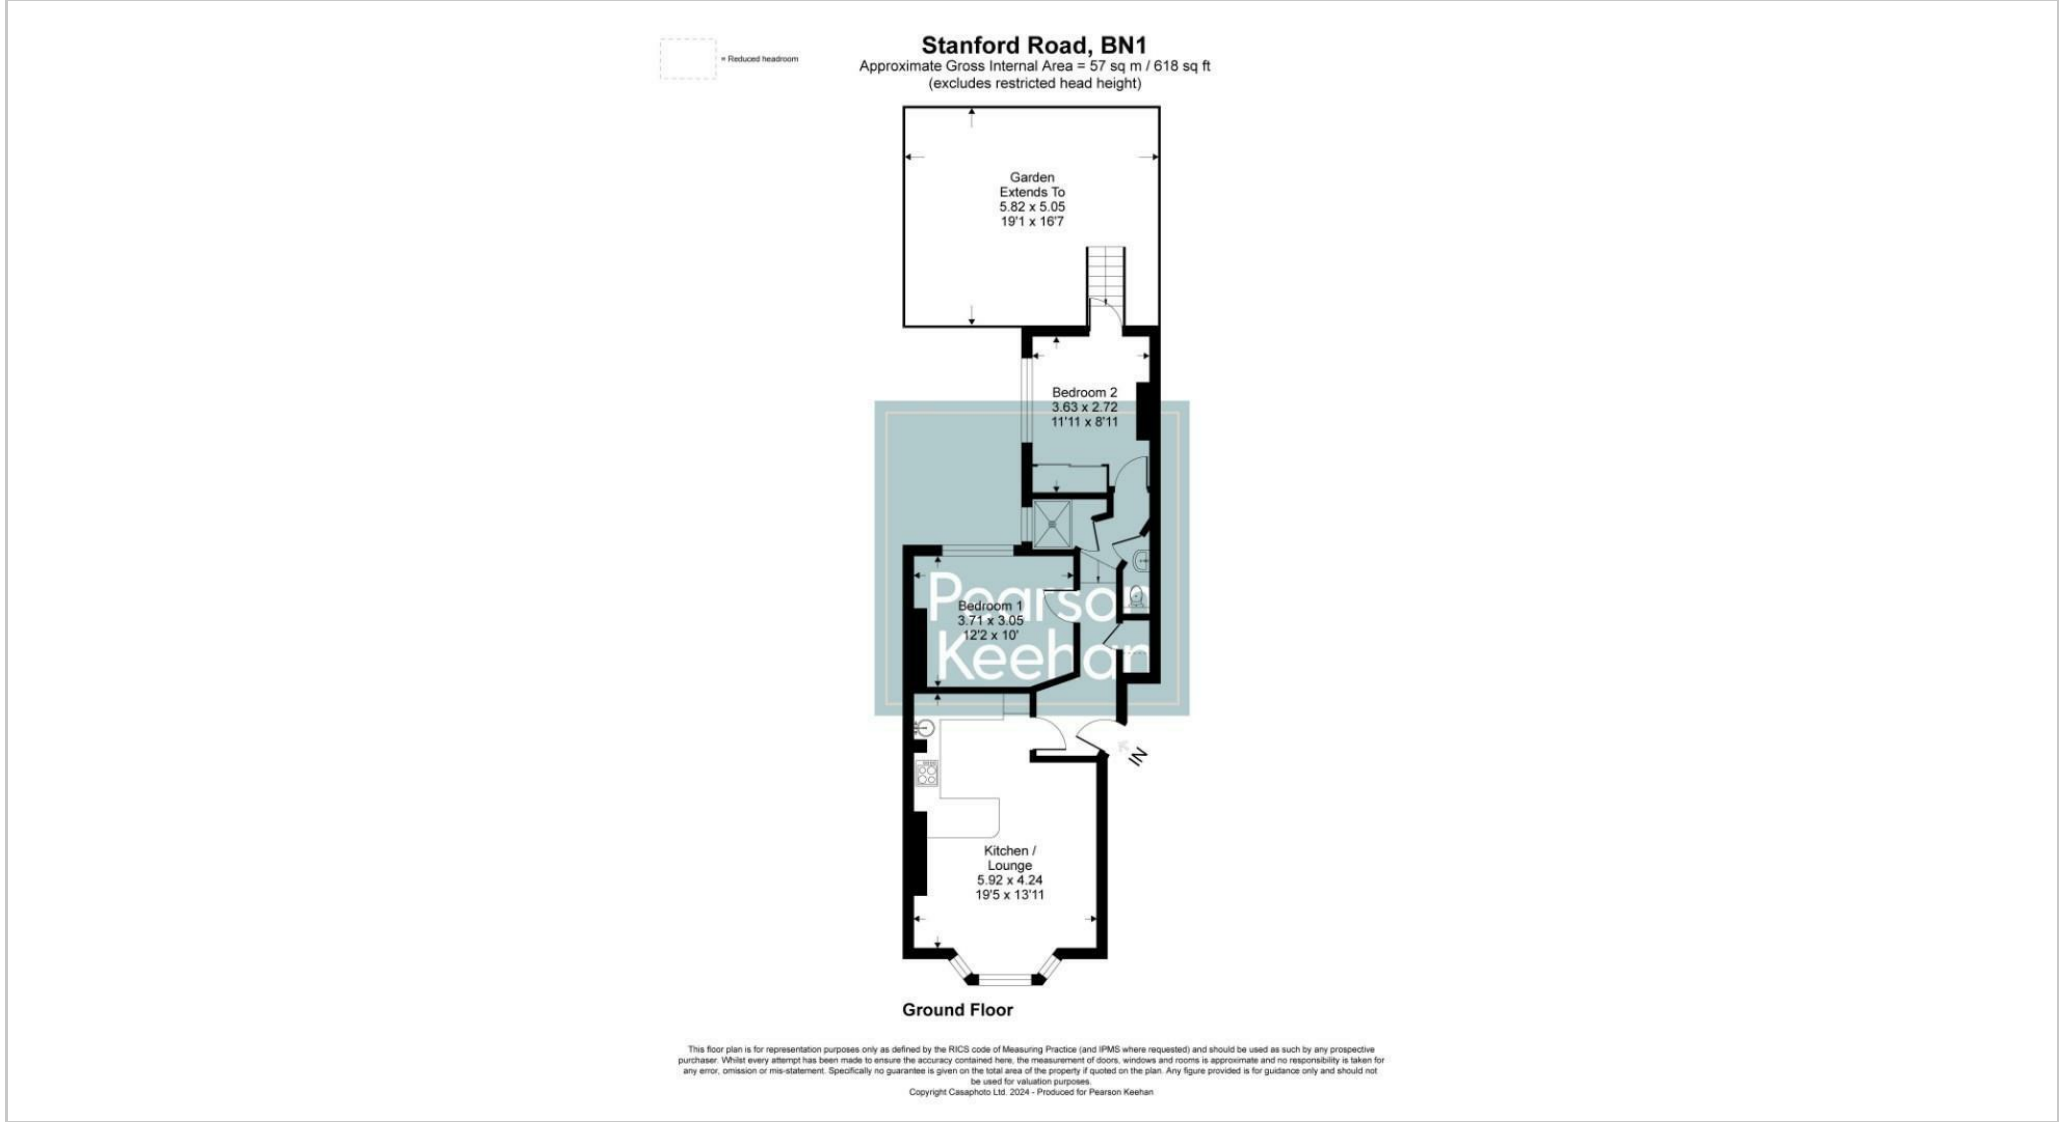 = Reduced headroom
Stanford Road, BN1
Approximate Gross Internal Area = 57 sq m / 618 sq ft
(excludes restricted head height)
Garden
Extends To
5.82 x 5.05
19'1 x 16'7
Bedroom 2
3.63 x 2.72
11'11 x 8'11
Pearson
Keehan
Bedroom 1
3.71 x 3.05
12'2 x 10'
IN
Kitchen /
Lounge
5.92 x 4.24
19'5 x 13'11
Ground Floor
This floor plan is for representation purposes only as defined by the RICS code of Measuring Practice (and IPMS where requested) and should be used as such by any prospective
purchaser. Whilst every attempt has been made to ensure the accuracy contained here, the measurement of doors, windows and rooms is approximate and no responsibility is taken for
any error, omission or mis-statement. Specifically no guarantee is given on the total area of the property if quoted on the plan. Any figure provided is for guidance only and should not
be used for valuation purposes.
Copyright Casaphoto Ltd. 2024 - Produced for Pearson Keehan